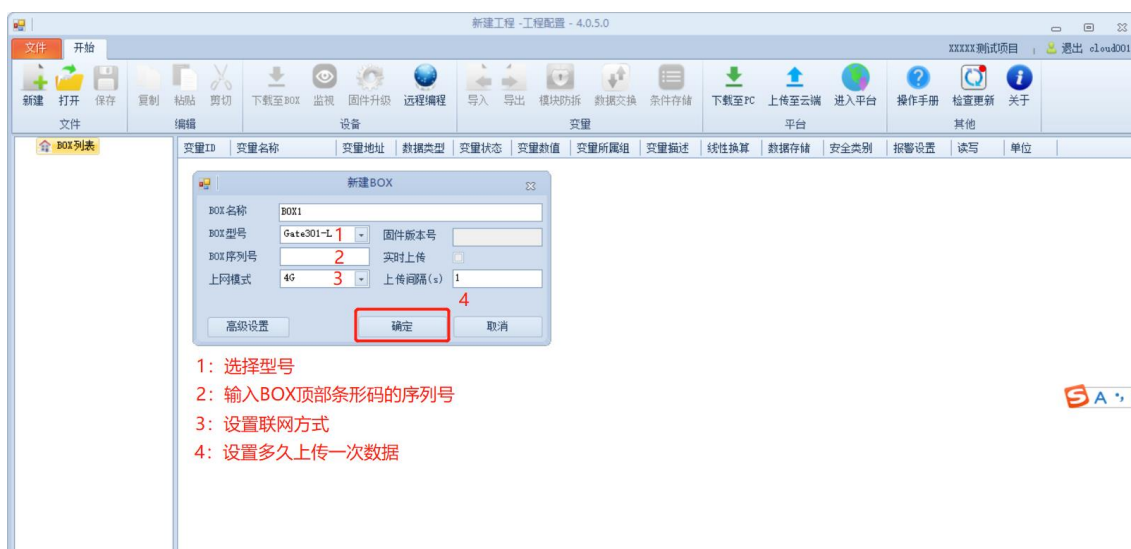 新建工程 -工程配置 - 4.0.5.0
文件 开始 XXXXX测试项目 退出 cloud001
新建 打开 保存 复制 粘贴 剪切 下载至BOX 监视 固件升级 远程编程 导入 导出 模块防拆 数据交换 条件存储 下载至PC 上传至云端 进入平台 操作手册 检查更新 关于
文件 编辑 设备 变量 平台 其他
BOX列表 变量ID 变量名称 变量地址 数据类型 变量状态 变量数值 变量所属组 变量描述 线性换算 数据存储 安全类别 报警设置 读写 单位
新建BOX
BOX名称 BOX1
BOX型号 Gate301-L 1 固件版本号
BOX序列号 2 实时上传
上网模式 4G 3 上传间隔(s) 1
4
高级设置 确定 取消
1：选择型号
2：输入BOX顶部条形码的序列号
3：设置联网方式
4：设置多久上传一次数据
S A